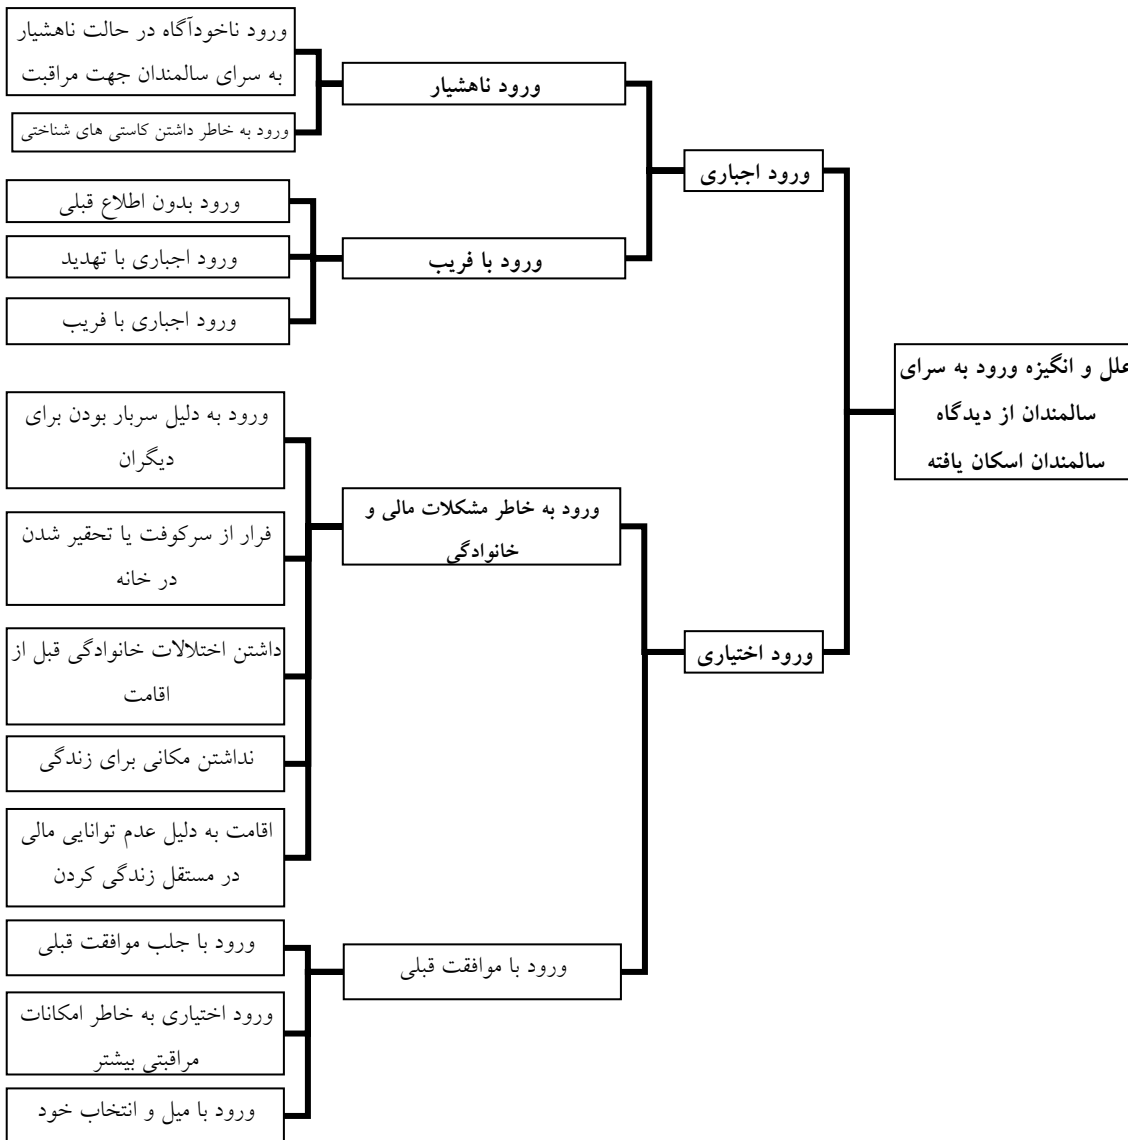 علل و انگیزه ورود به سرای
سالمندان از دیدگاه
سالمندان اسکان یافته
ورود اجباری
ورود ناهشیار
ورود ناخودآگاه در حالت ناهشیار
به سرای سالمندان جهت مراقبت
ورود به خاطر داشتن کاستی های شناختی
ورود با فریب
ورود بدون اطلاع قبلی
ورود اجباری با تهدید
ورود اجباری با فریب
ورود اختیاری
ورود به خاطر مشکلات مالی و
خانوادگی
ورود به دلیل سربار بودن برای
دیگران
فرار از سرکوفت یا تحقیر شدن
در خانه
داشتن اختلالات خانوادگی قبل از
اقامت
نداشتن مکانی برای زندگی
اقامت به دلیل عدم توانایی مالی
در مستقل زندگی کردن
ورود با موافقت قبلی
ورود با جلب موافقت قبلی
ورود اختیاری به خاطر امکانات
مراقبتی بیشتر
ورود با میل و انتخاب خود